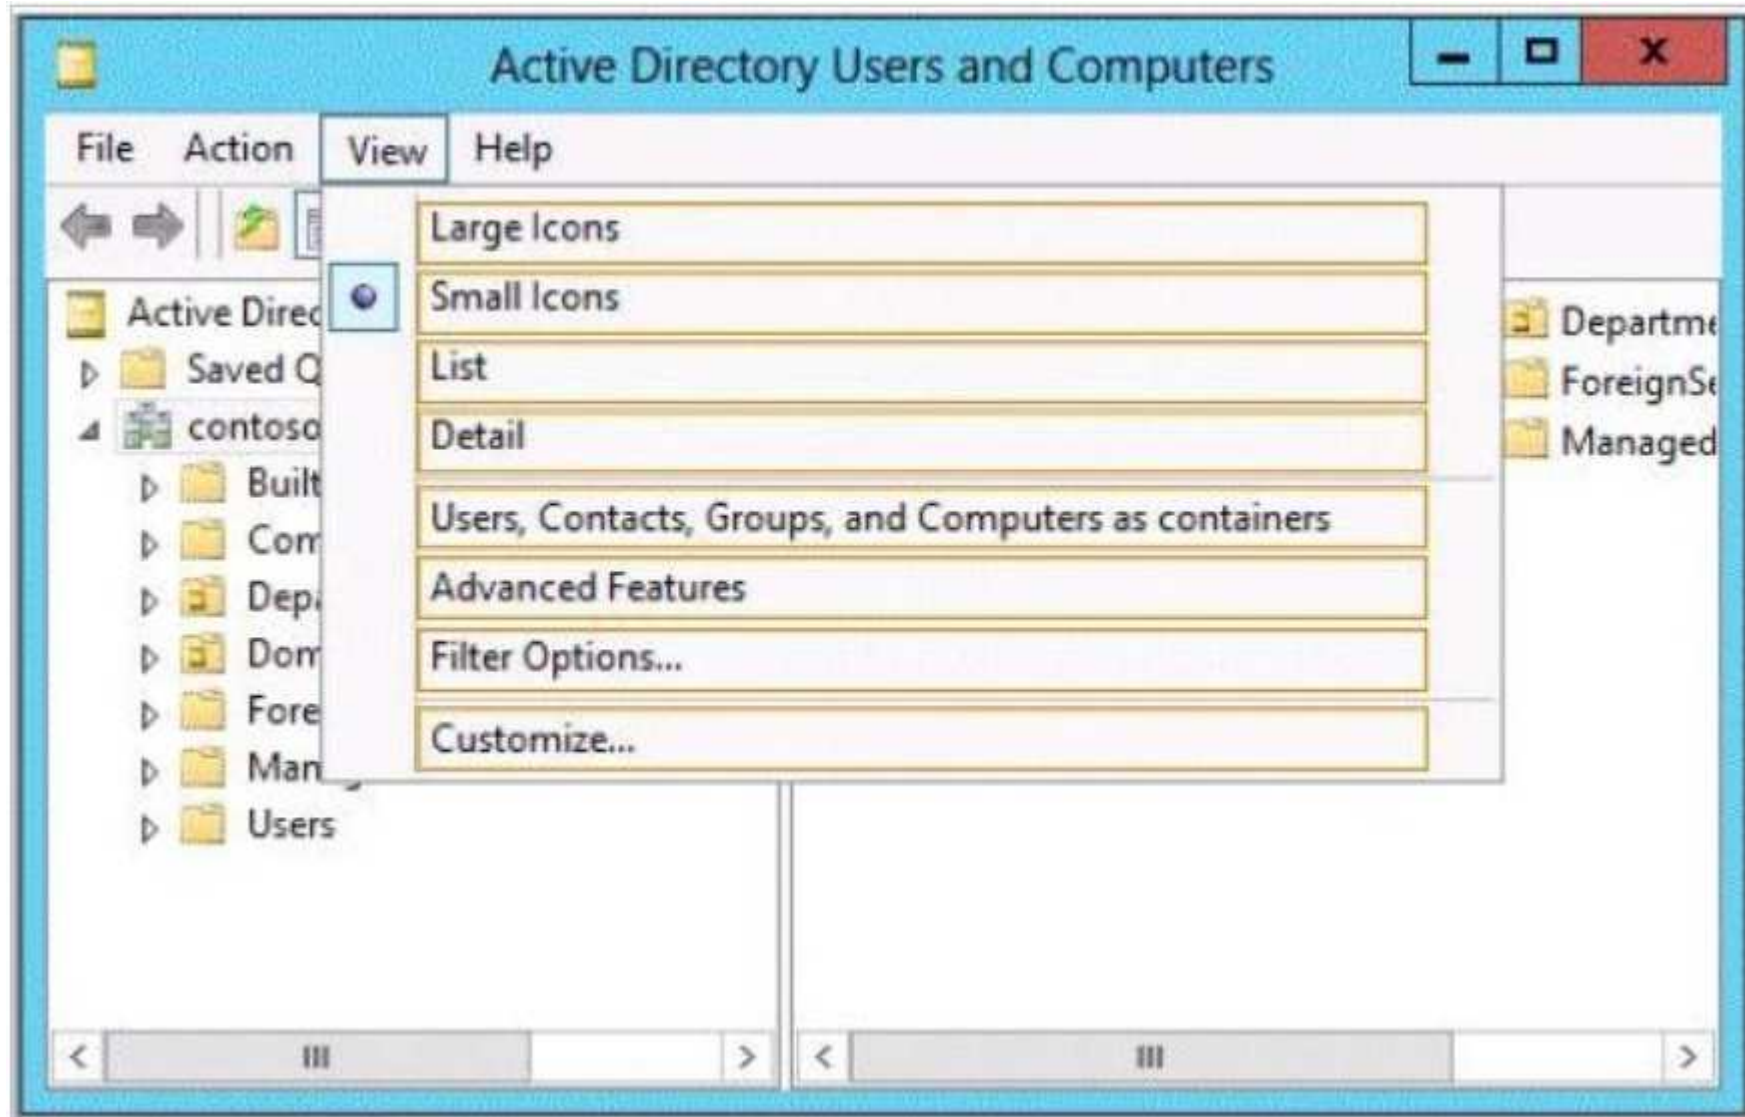 Active Directory Users and Computers
File Action View Help
Large Icons
Small Icons
List
Detail
Users, Contacts, Groups, and Computers as containers
Advanced Features
Filter Options...
Customize...
Active Direc
Saved Q
contoso
Built
Com
Depa
Dom
Fore
Man
Users
Departme
ForeignSe
Managed